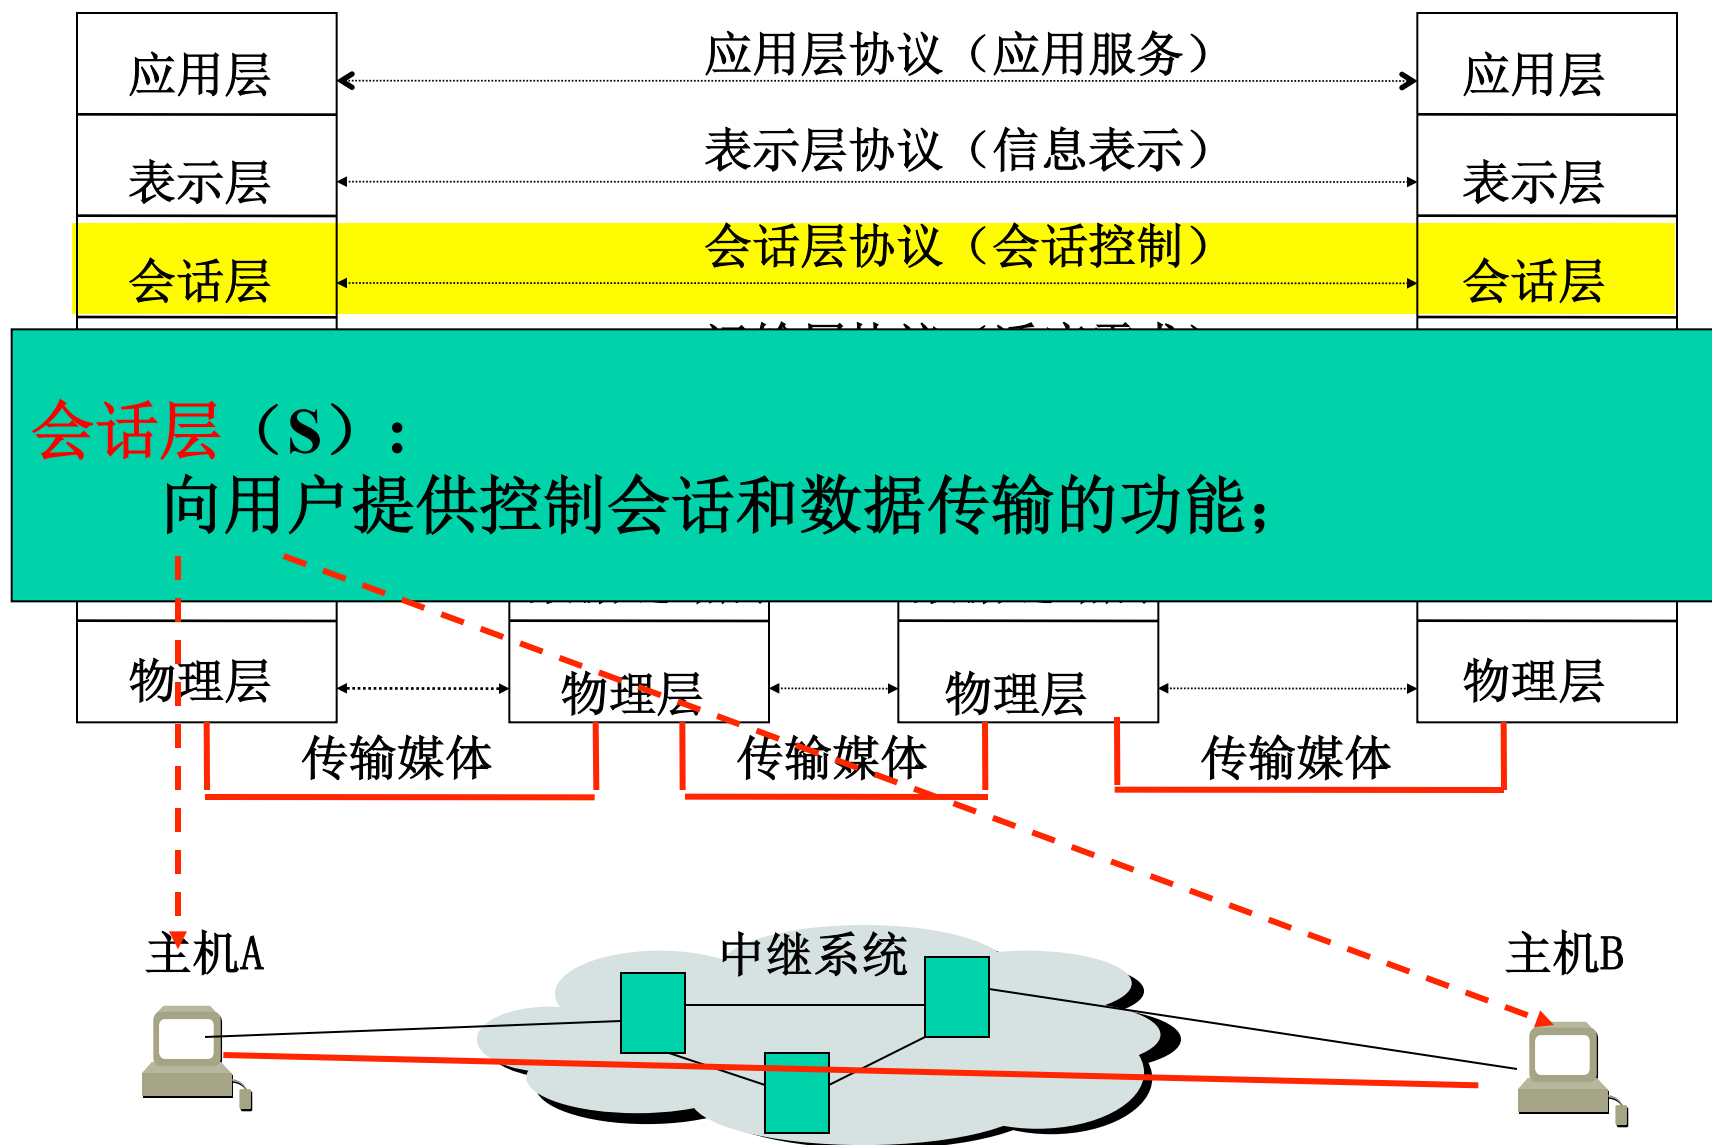 应用层 应用层协议（应用服务） 应用层
表示层 表示层协议（信息表示） 表示层
会话层 会话层协议（会话控制） 会话层
会话层（S）：
向用户提供控制会话和数据传输的功能；
物理层 物理层 物理层 物理层
传输媒体 传输媒体 传输媒体
主机A 中继系统 主机B